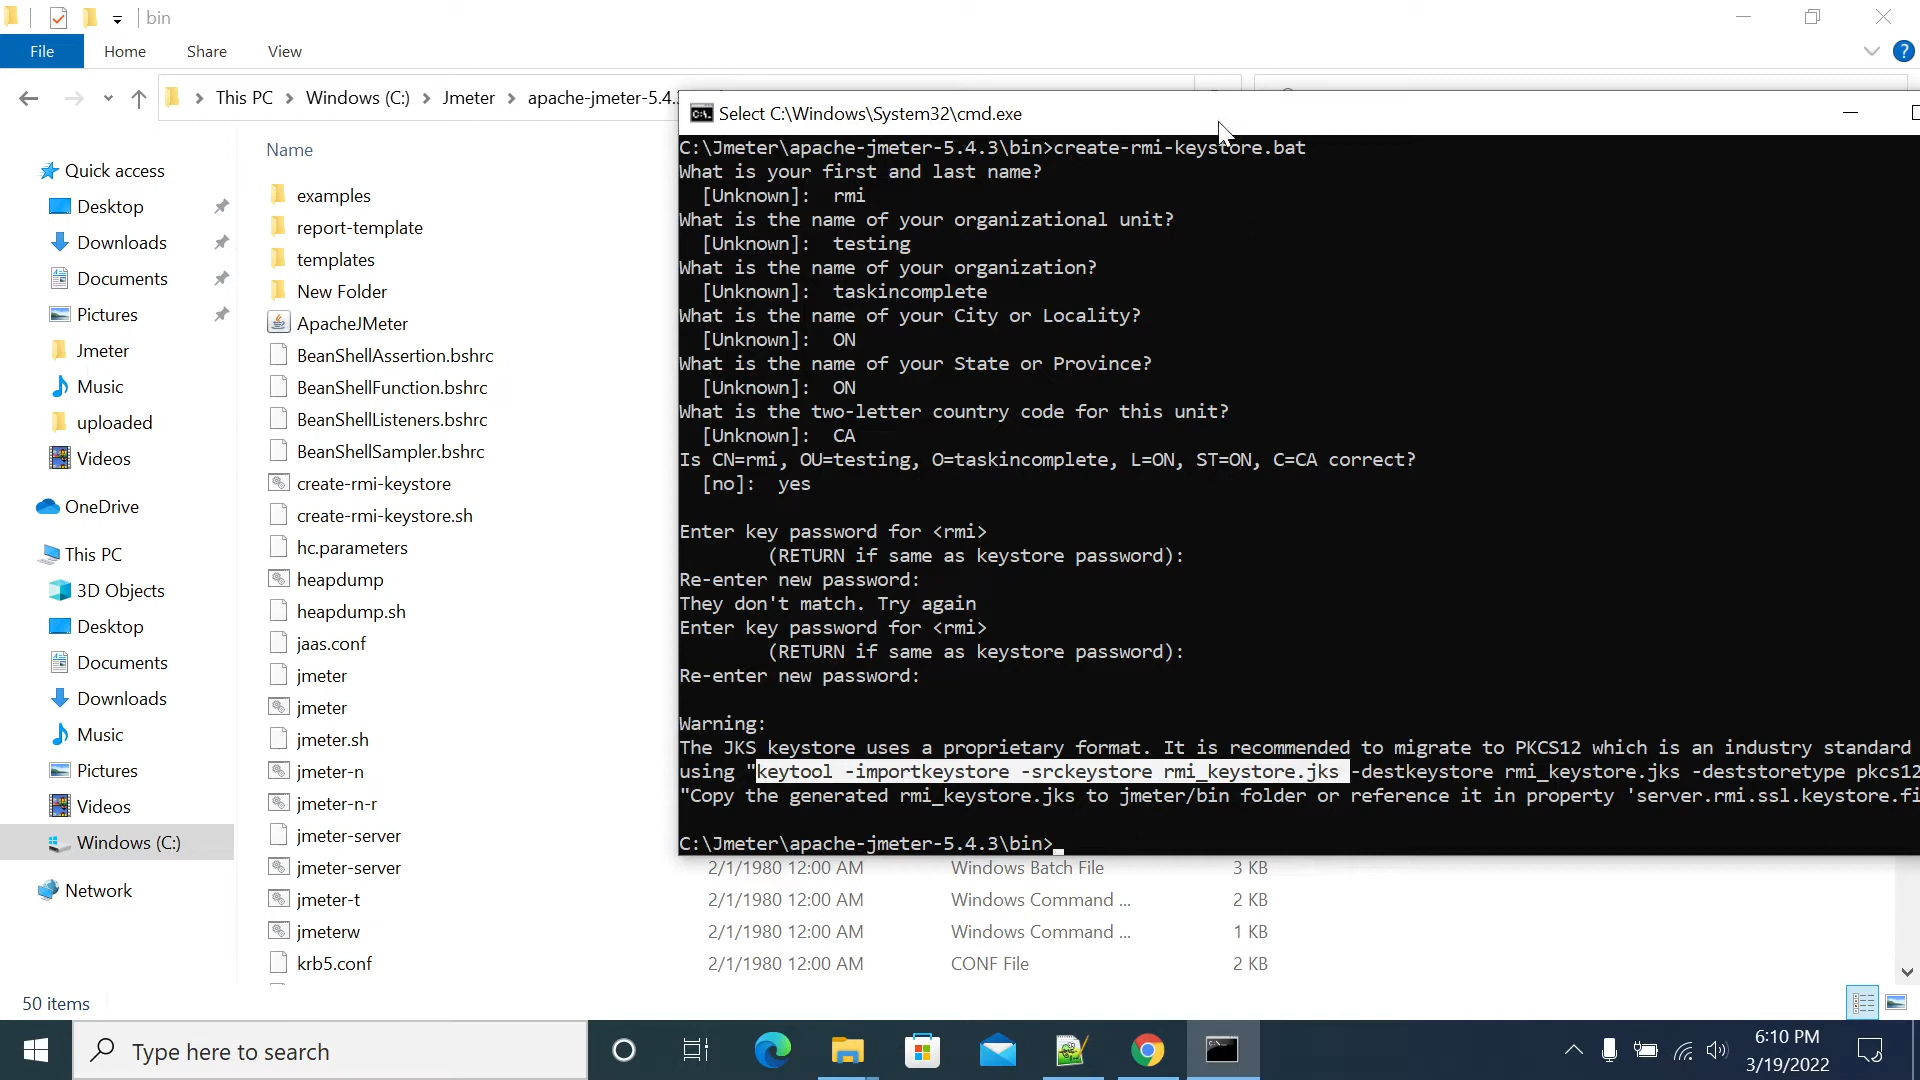 bin
File
Home
Share
View
This PC
Windows (C:)
Jmeter
apache-jmeter-5.4.3
Name
Quick access
Desktop
Downloads
Documents
Pictures
Jmeter
Music
uploaded
Videos
OneDrive
This PC
3D Objects
Desktop
Documents
Downloads
Music
Pictures
Videos
Windows (C:)
Network
examples
report-template
templates
New Folder
ApacheJMeter
BeanShellAssertion.bshrc
BeanShellFunction.bshrc
BeanShellListeners.bshrc
BeanShellSampler.bshrc
create-rmi-keystore
create-rmi-keystore.sh
hc.parameters
heapdump
heapdump.sh
jaas.conf
jmeter
jmeter
jmeter.sh
jmeter-n
jmeter-n-r
jmeter-server
jmeter-server 2/1/1980 12:00 AM Windows Batch File 3 KB
jmeter-t 2/1/1980 12:00 AM Windows Command ... 2 KB
jmeterw 2/1/1980 12:00 AM Windows Command ... 1 KB
krb5.conf 2/1/1980 12:00 AM CONF File 2 KB
Select C:\Windows\System32\cmd.exe
C:\Jmeter\apache-jmeter-5.4.3\bin>create-rmi-keystore.bat
What is your first and last name?
[Unknown]: rmi
What is the name of your organizational unit?
[Unknown]: testing
What is the name of your organization?
[Unknown]: taskincomplete
What is the name of your City or Locality?
[Unknown]: ON
What is the name of your State or Province?
[Unknown]: ON
What is the two-letter country code for this unit?
[Unknown]: CA
Is CN=rmi, OU=testing, O=taskincomplete, L=ON, ST=ON, C=CA correct?
[no]: yes
Enter key password for <rmi>
(RETURN if same as keystore password):
Re-enter new password:
They don't match. Try again
Enter key password for <rmi>
(RETURN if same as keystore password):
Re-enter new password:
Warning:
The JKS keystore uses a proprietary format. It is recommended to migrate to PKCS12 which is an industry standard
using "keytool -importkeystore -srckeystore rmi_keystore.jks -destkeystore rmi_keystore.jks -deststoretype pkcs12
"Copy the generated rmi_keystore.jks to jmeter/bin folder or reference it in property 'server.rmi.ssl.keystore.fi
C:\Jmeter\apache-jmeter-5.4.3\bin>
50 items
Type here to search
6:10 PM
3/19/2022